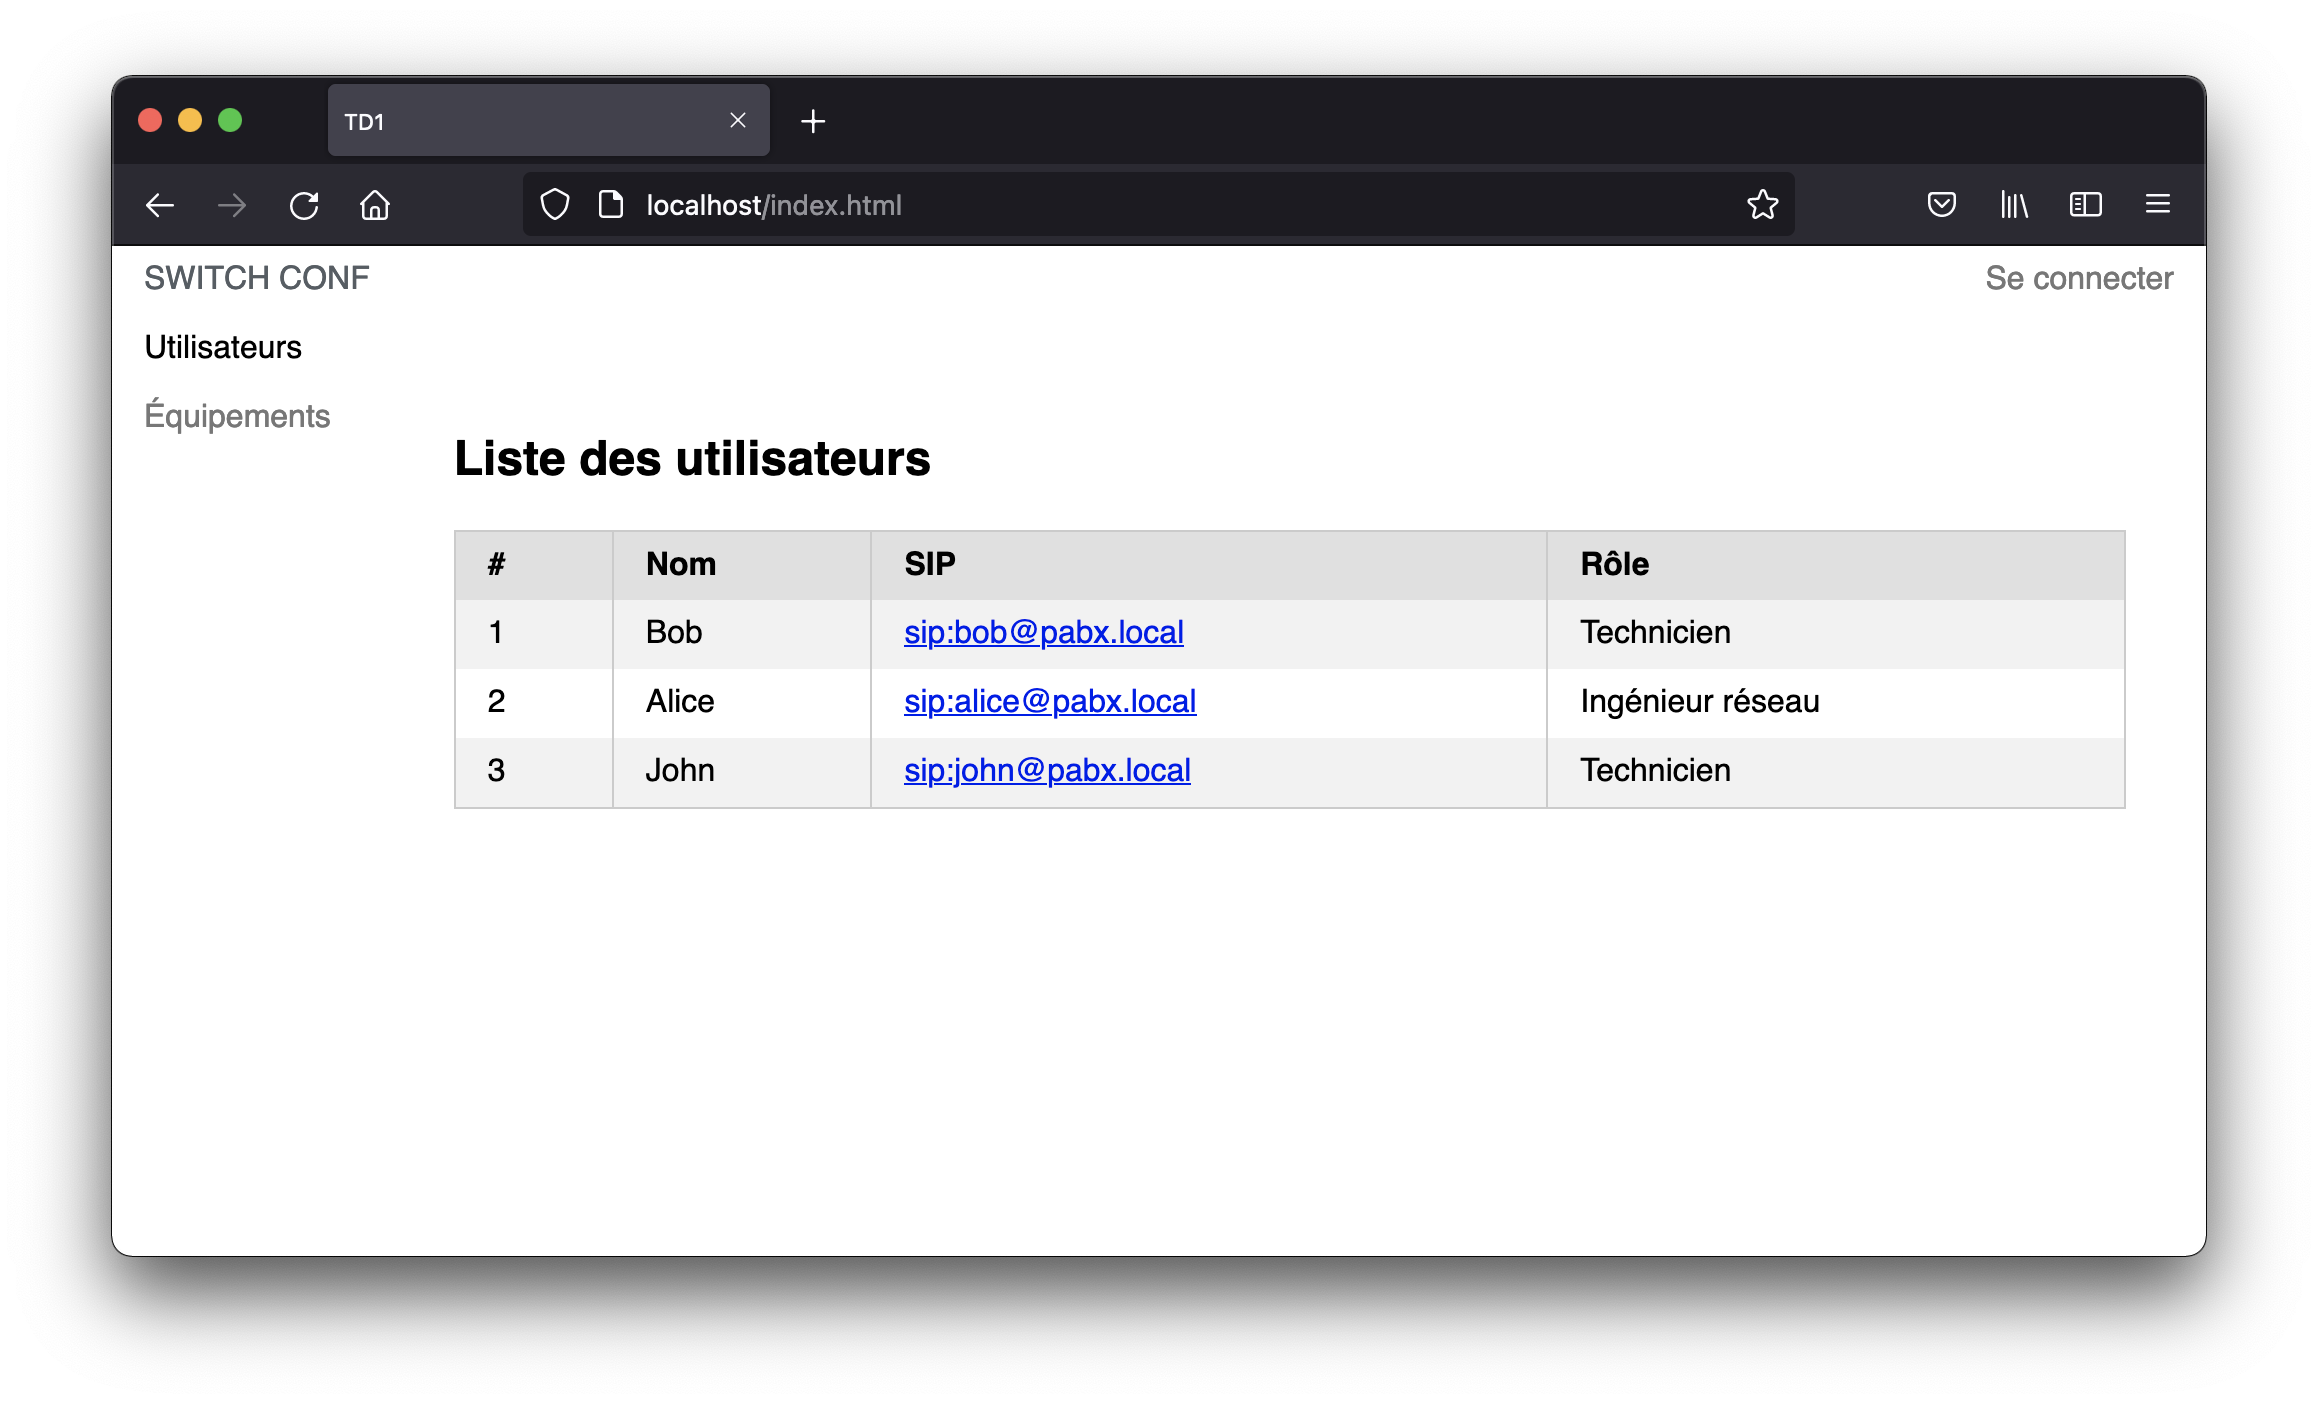 TD1
localhost/index.html
SWITCH CONF
Se connecter
Utilisateurs
Équipements
Liste des utilisateurs
# Nom SIP Rôle
1 Bob sip:bob@pabx.local Technicien
2 Alice sip:alice@pabx.local Ingénieur réseau
3 John sip:john@pabx.local Technicien